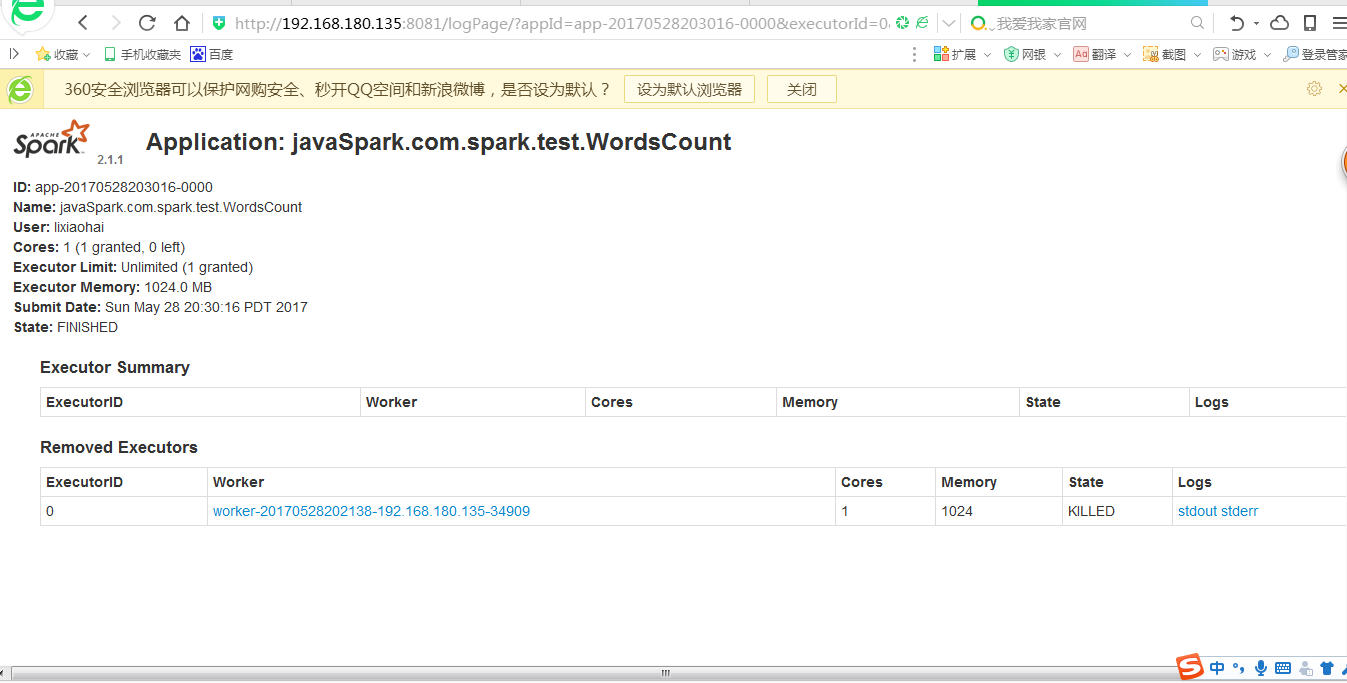 http://192.168.180.135:8081/logPage/?appId=app-20170528203016-0000&executorId=0 我爱我家官网
收藏 手机收藏夹 百度 扩展 网银 Aa 翻译 截图 游戏 登录管家
360安全浏览器可以保护网购安全、秒开QQ空间和新浪微博，是否设为默认？ 设为默认浏览器 关闭
APACHE Spark 2.1.1 Application: javaSpark.com.spark.test.WordsCount
ID: app-20170528203016-0000
Name: javaSpark.com.spark.test.WordsCount
User: lixiaohai
Cores: 1 (1 granted, 0 left)
Executor Limit: Unlimited (1 granted)
Executor Memory: 1024.0 MB
Submit Date: Sun May 28 20:30:16 PDT 2017
State: FINISHED
Executor Summary
ExecutorID Worker Cores Memory State Logs
Removed Executors
ExecutorID Worker Cores Memory State Logs
0 worker-20170528202138-192.168.180.135-34909 1 1024 KILLED stdout stderr
S 中